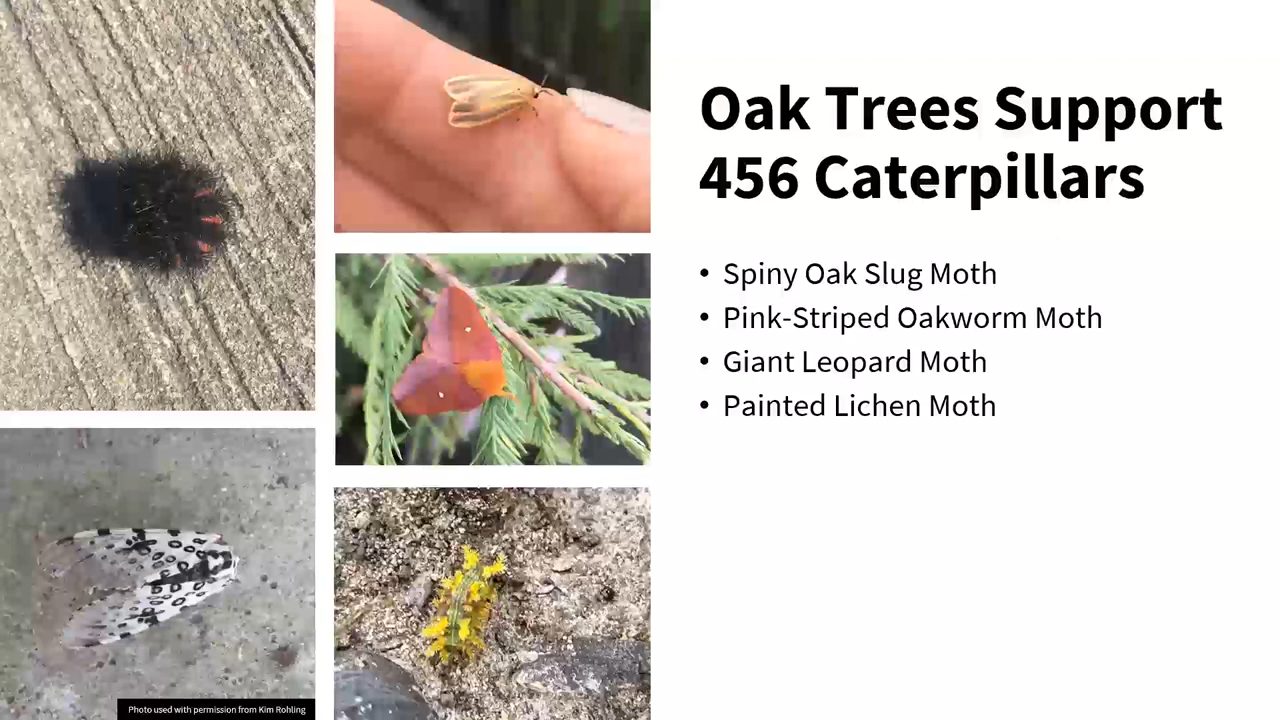 Oak Trees Support
456 Caterpillars
• Spiny Oak Slug Moth
• Pink-Striped Oakworm Moth
• Giant Leopard Moth
• Painted Lichen Moth
Photo used with permission from Kim Rohling